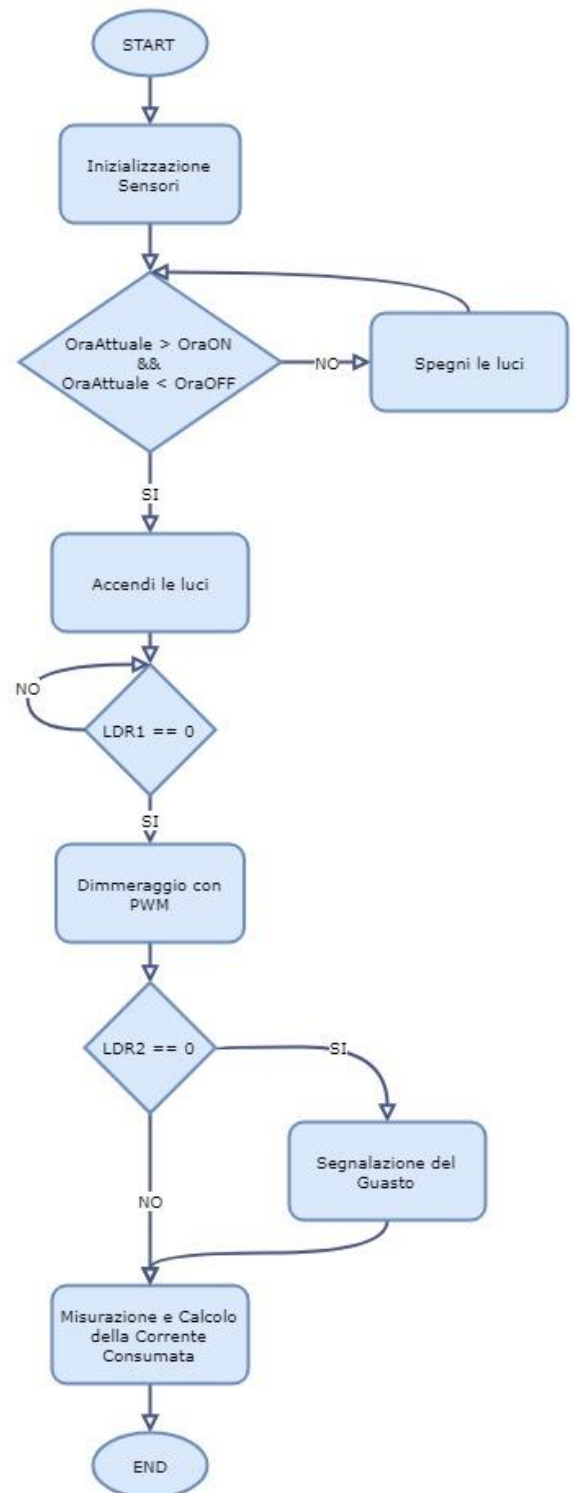 START
Inizializzazione
Sensori
OraAttuale > OraON
&&
OraAttuale < OraOFF
NO
Spegni le luci
SI
Accendi le luci
NO
LDR1 == 0
SI
Dimmeraggio con
PWM
LDR2 == 0
SI
Segnalazione del
Guasto
NO
Misurazione e Calcolo
della Corrente
Consumata
END